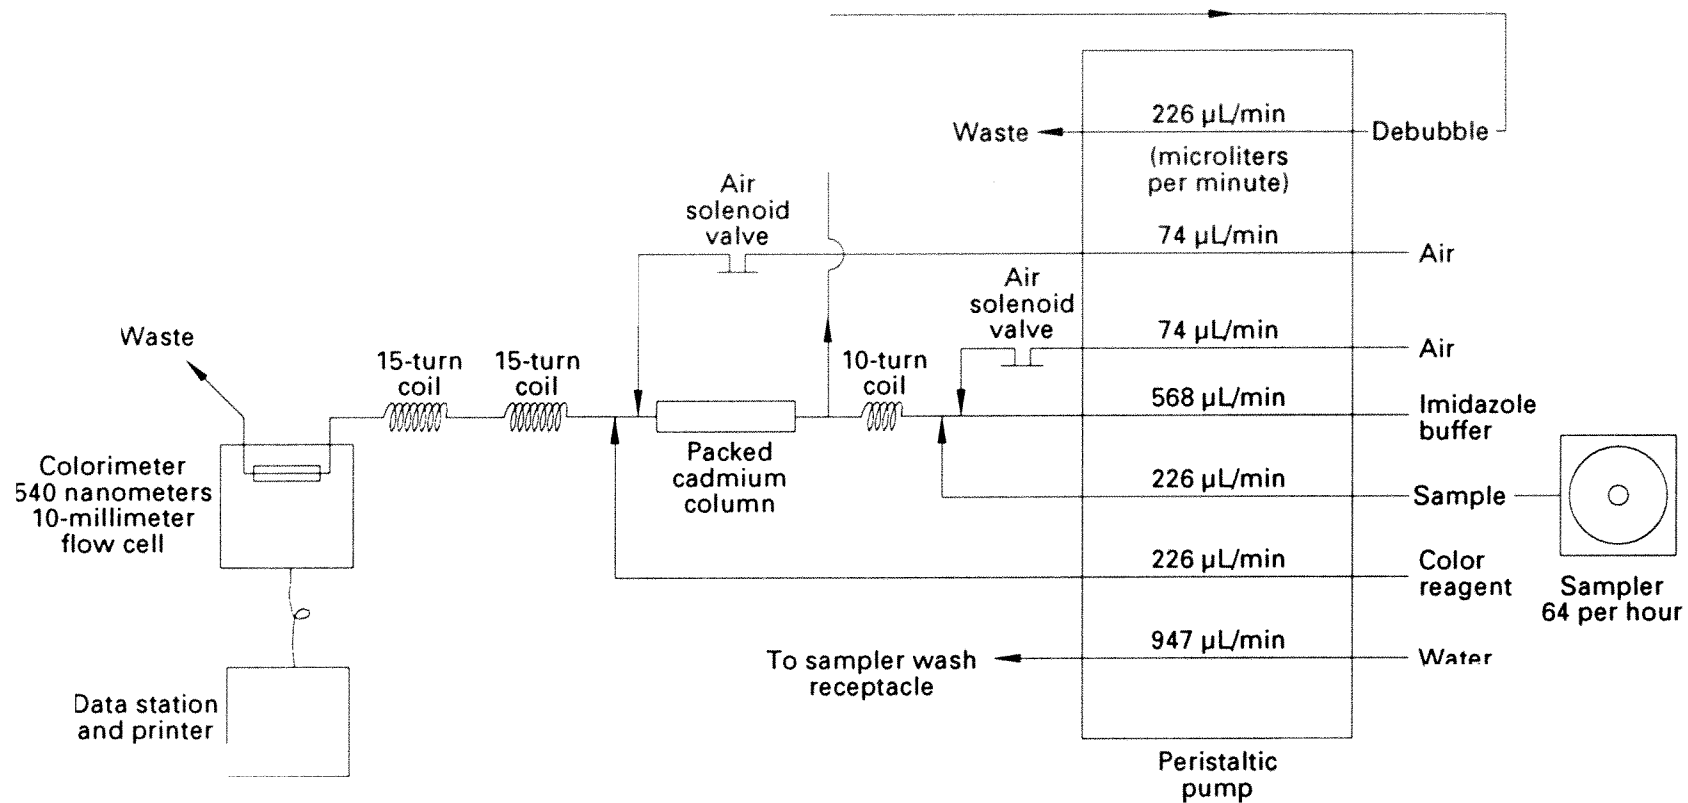 226 µL/min
Waste
Debubble
(microliters
per minute)
Air
solenoid
valve
74 µL/min
Air
Air
solenoid
valve
74 µL/min
Air
Waste
15-turn
coil
15-turn
coil
10-turn
coil
568 µL/min
Imidazole
buffer
Packed
cadmium
column
Colorimeter
540 nanometers
10-millimeter
flow cell
226 µL/min
Sample
226 µL/min
Color
reagent
Sampler
64 per hour
947 µL/min
Water
To sampler wash
receptacle
Data station
and printer
Peristaltic
pump